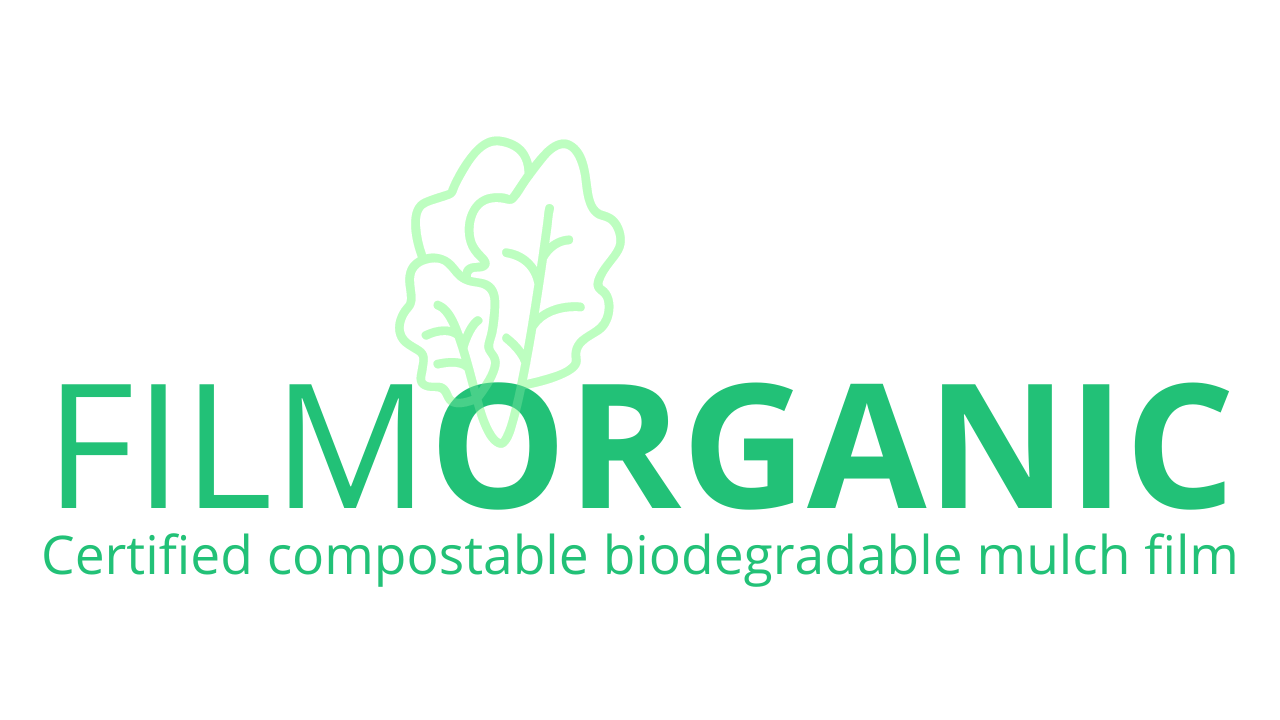 FILMORGANIC
Certified compostable biodegradable mulch film